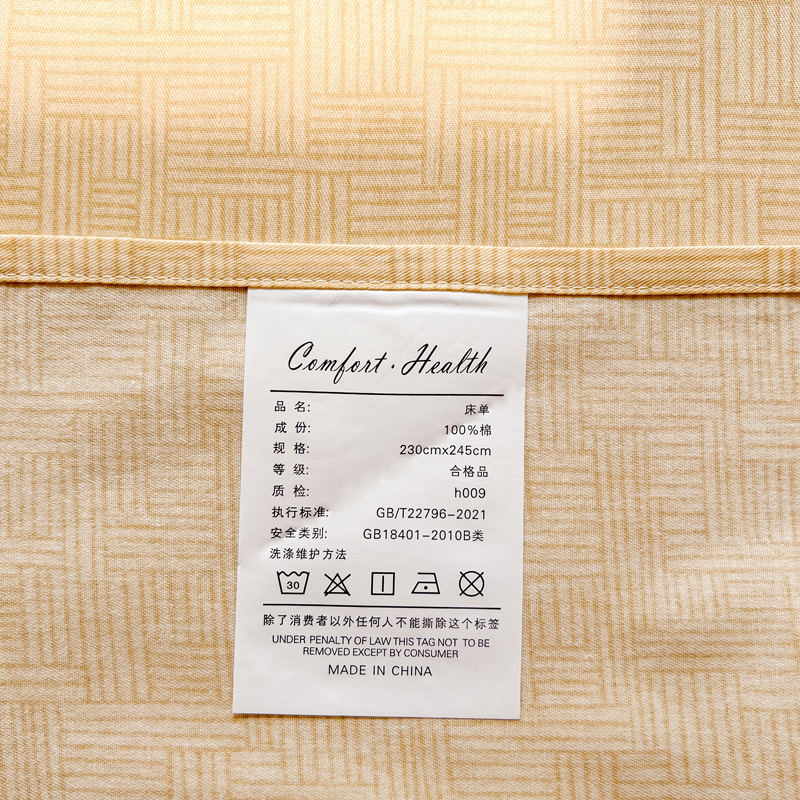 Comfort · Health
品 名: 床单
成 份: 100%棉
规 格: 230cmx245cm
等 级: 合格品
质 检: h009
执行标准: GB/T22796-2021
安全类别: GB18401-2010B类
洗涤维护方法
30
除了消费者以外任何人不能撕除这个标签
UNDER PENALTY OF LAW THIS TAG NOT TO BE
REMOVED EXCEPT BY CONSUMER
MADE IN CHINA